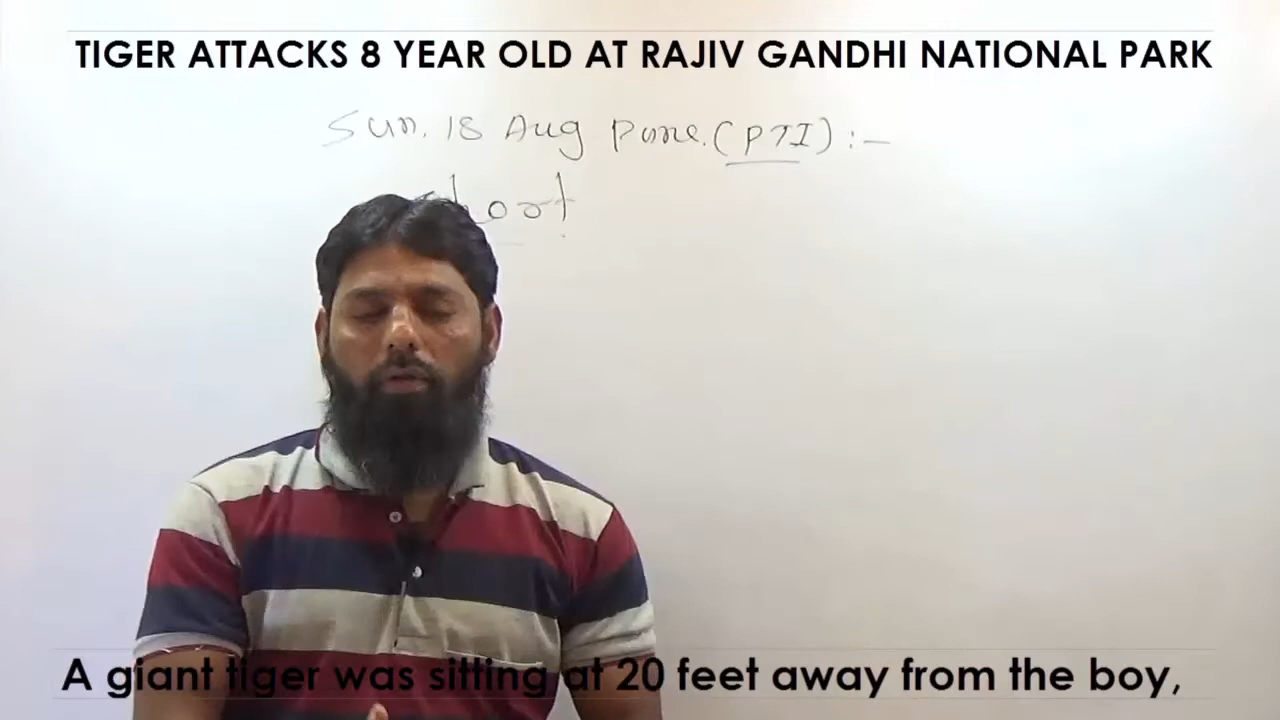 TIGER ATTACKS 8 YEAR OLD AT RAJIV GANDHI NATIONAL PARK
Sun. 18 Aug Pune. (PTI) :-
A giant tiger was sitting at 20 feet away from the boy,